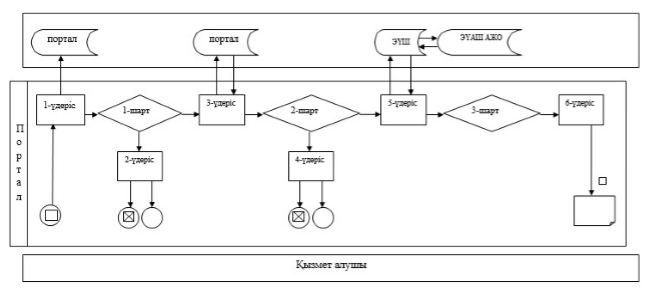 портал
портал
ЭҮШ
ЭҮАШ АЖО
1-үдеріс
1-шарт
3-үдеріс
2-шарт
5-үдеріс
3-шарт
6-үдеріс
2-үдеріс
4-үдеріс
Портал
Қызмет алушы